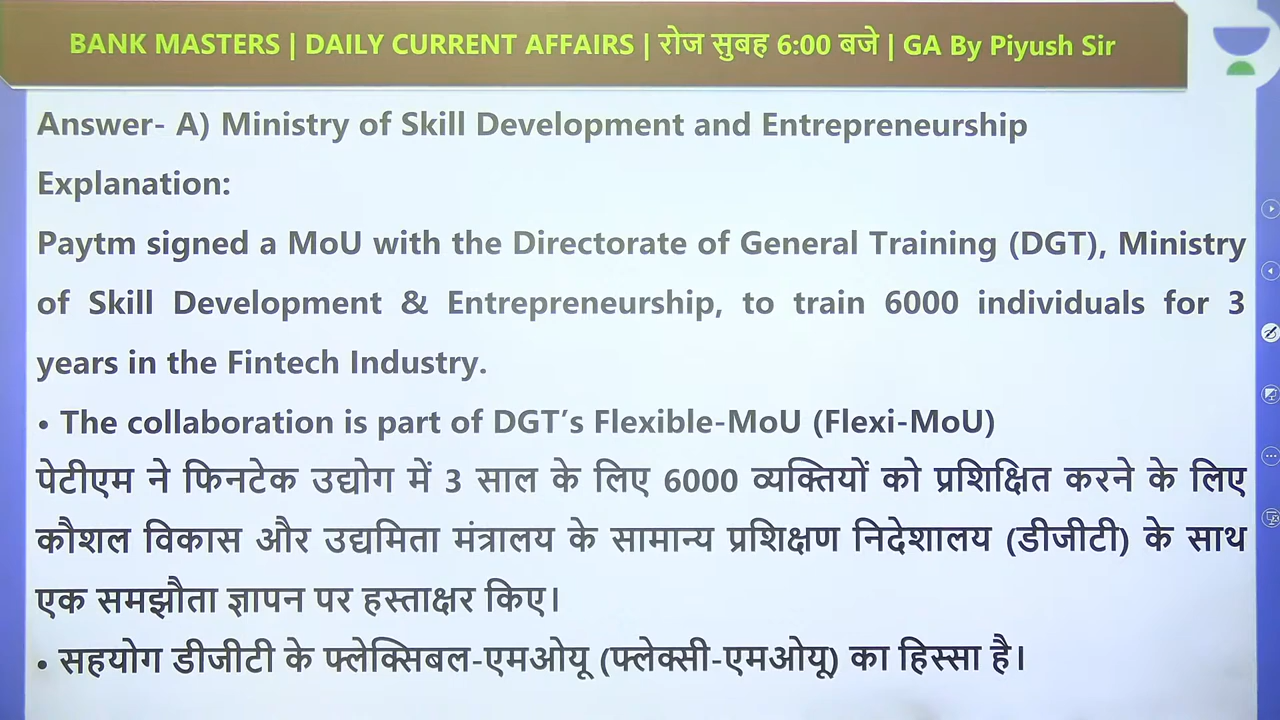 BANK MASTERS | DAILY CURRENT AFFAIRS | रोज सुबह 6:00 बजे | GA By Piyush Sir
Answer- A) Ministry of Skill Development and Entrepreneurship
Explanation:
Paytm signed a MoU with the Directorate of General Training (DGT), Ministry
of Skill Development & Entrepreneurship, to train 6000 individuals for 3
years in the Fintech Industry.
• The collaboration is part of DGT’s Flexible-MoU (Flexi-MoU)
पेटीएम ने फिनटेक उद्योग में 3 साल के लिए 6000 व्यक्तियों को प्रशिक्षित करने के लिए
कौशल विकास और उद्यमिता मंत्रालय के सामान्य प्रशिक्षण निदेशालय (डीजीटी) के साथ
एक समझौता ज्ञापन पर हस्ताक्षर किए।
• सहयोग डीजीटी के फ्लेक्सिबल-एमओयू (फ्लेक्सी-एमओयू) का हिस्सा है।